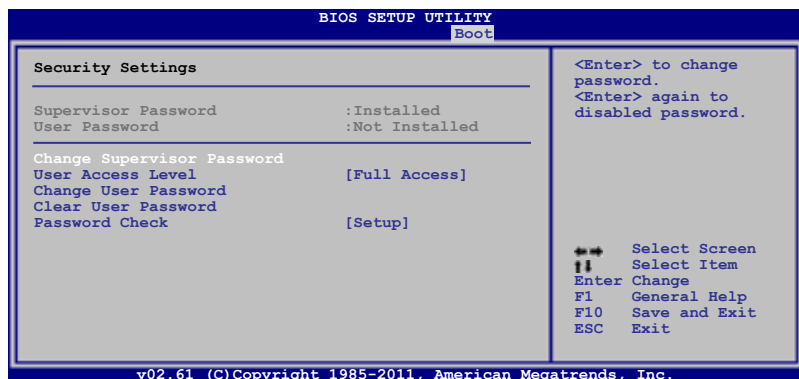 BIOS SETUP UTILITY
Boot
Security Settings
Supervisor Password :Installed
User Password :Not Installed
Change Supervisor Password
User Access Level [Full Access]
Change User Password
Clear User Password
Password Check [Setup]
<Enter> to change
password.
<Enter> again to
disabled password.
Select Screen
Select Item
Enter Change
F1 General Help
F10 Save and Exit
ESC Exit
v02.61 (C)Copyright 1985-2011, American Megatrends, Inc.